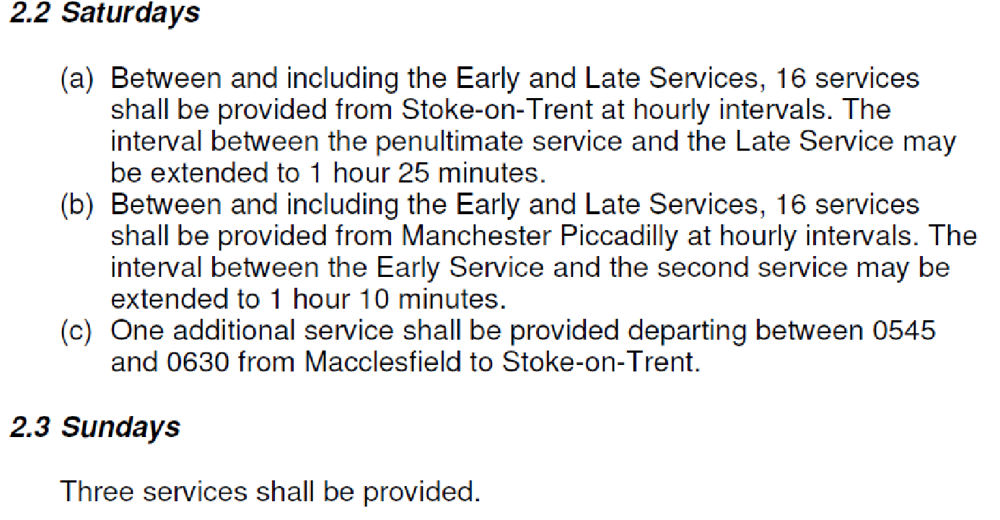 2.2 Saturdays
(a) Between and including the Early and Late Services, 16 services
shall be provided from Stoke-on-Trent at hourly intervals. The
interval between the penultimate service and the Late Service may
be extended to 1 hour 25 minutes.
(b) Between and including the Early and Late Services, 16 services
shall be provided from Manchester Piccadilly at hourly intervals. The
interval between the Early Service and the second service may be
extended to 1 hour 10 minutes.
(c) One additional service shall be provided departing between 0545
and 0630 from Macclesfield to Stoke-on-Trent.
2.3 Sundays
Three services shall be provided.